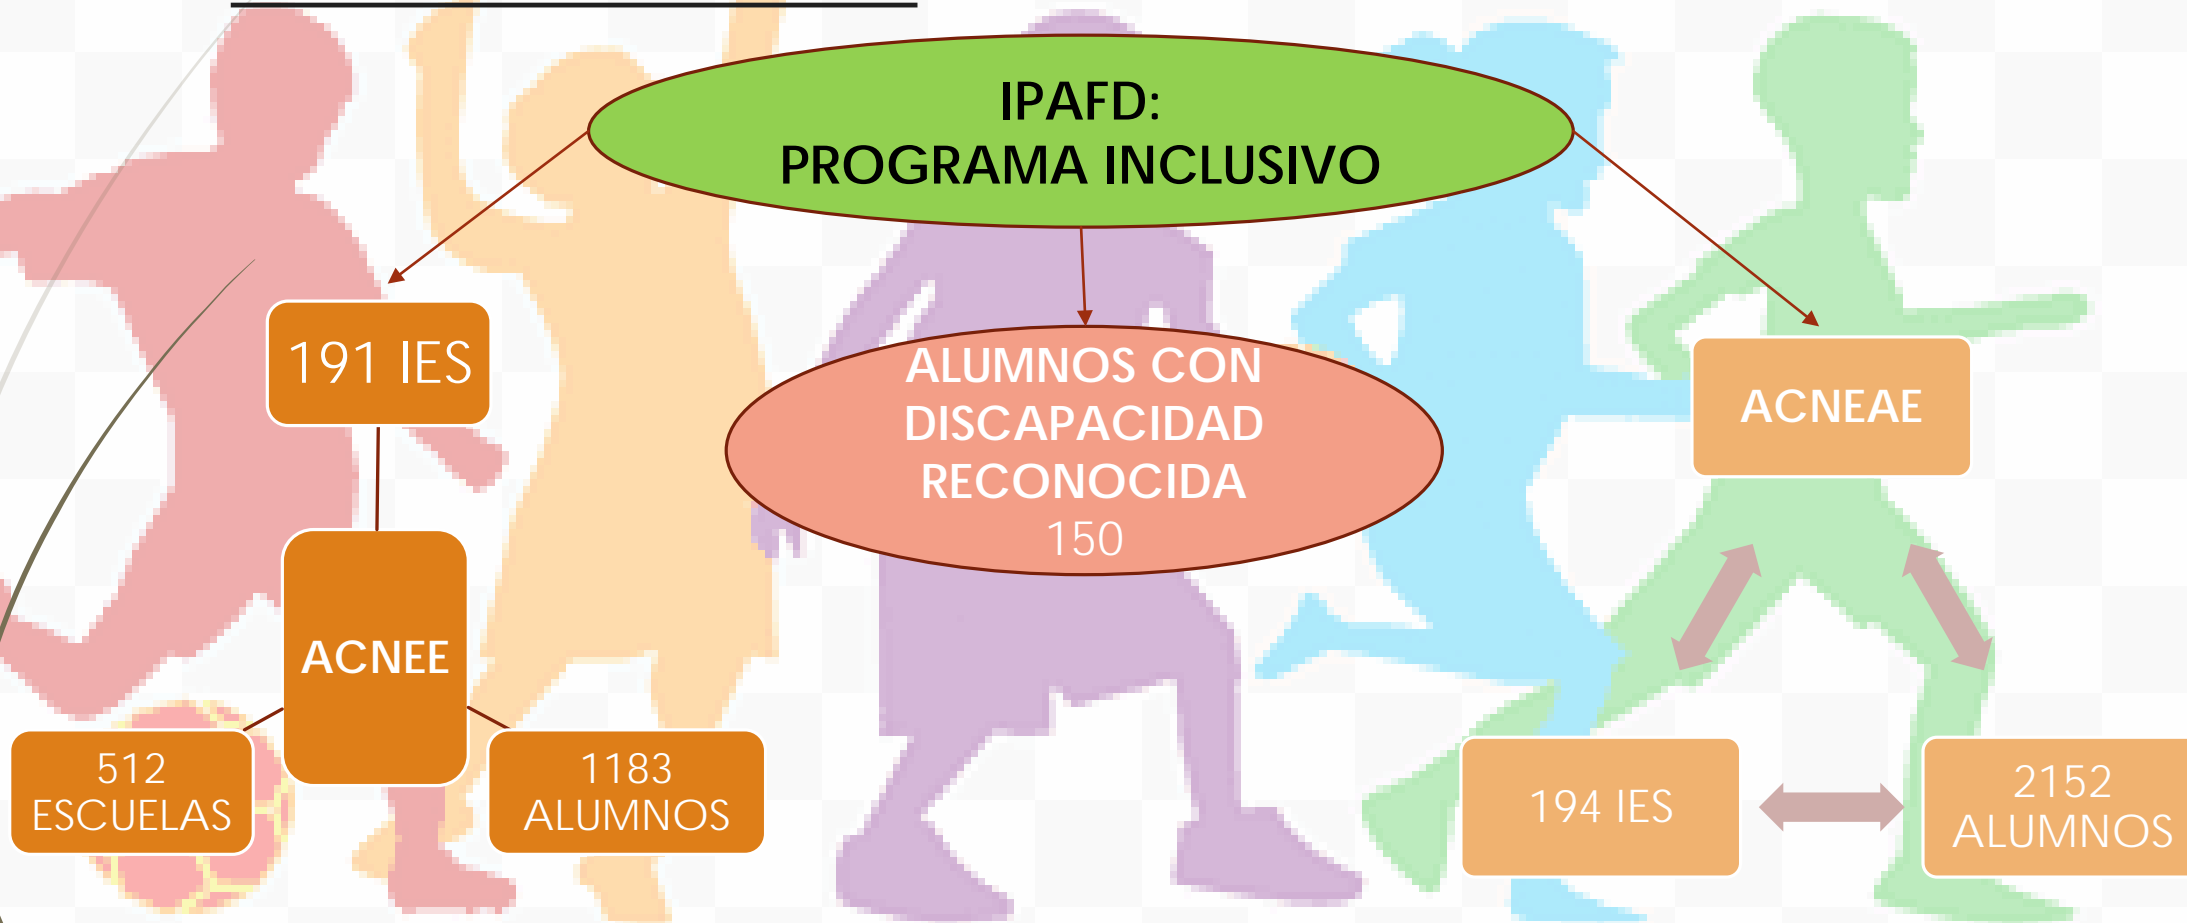 IPAFD:
PROGRAMA INCLUSIVO
191 IES
ACNEE
512
ESCUELAS
1183
ALUMNOS
ALUMNOS CON
DISCAPACIDAD
RECONOCIDA
150
ACNEAE
194 IES
2152
ALUMNOS